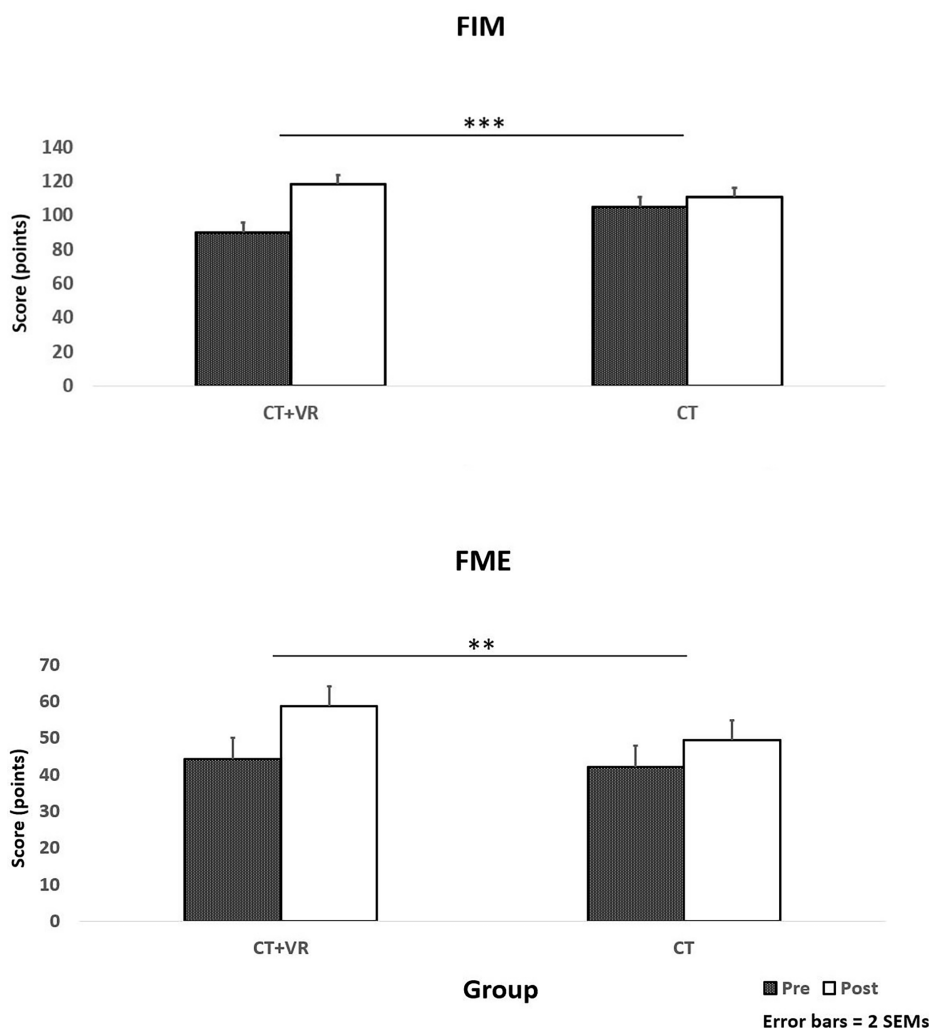 FIM
***
Score (points)
140
120
100
80
60
40
20
0
CT+VR CT
FME
**
Score (points)
70
60
50
40
30
20
10
0
CT+VR CT
Group
Pre Post
Error bars = 2 SEMs